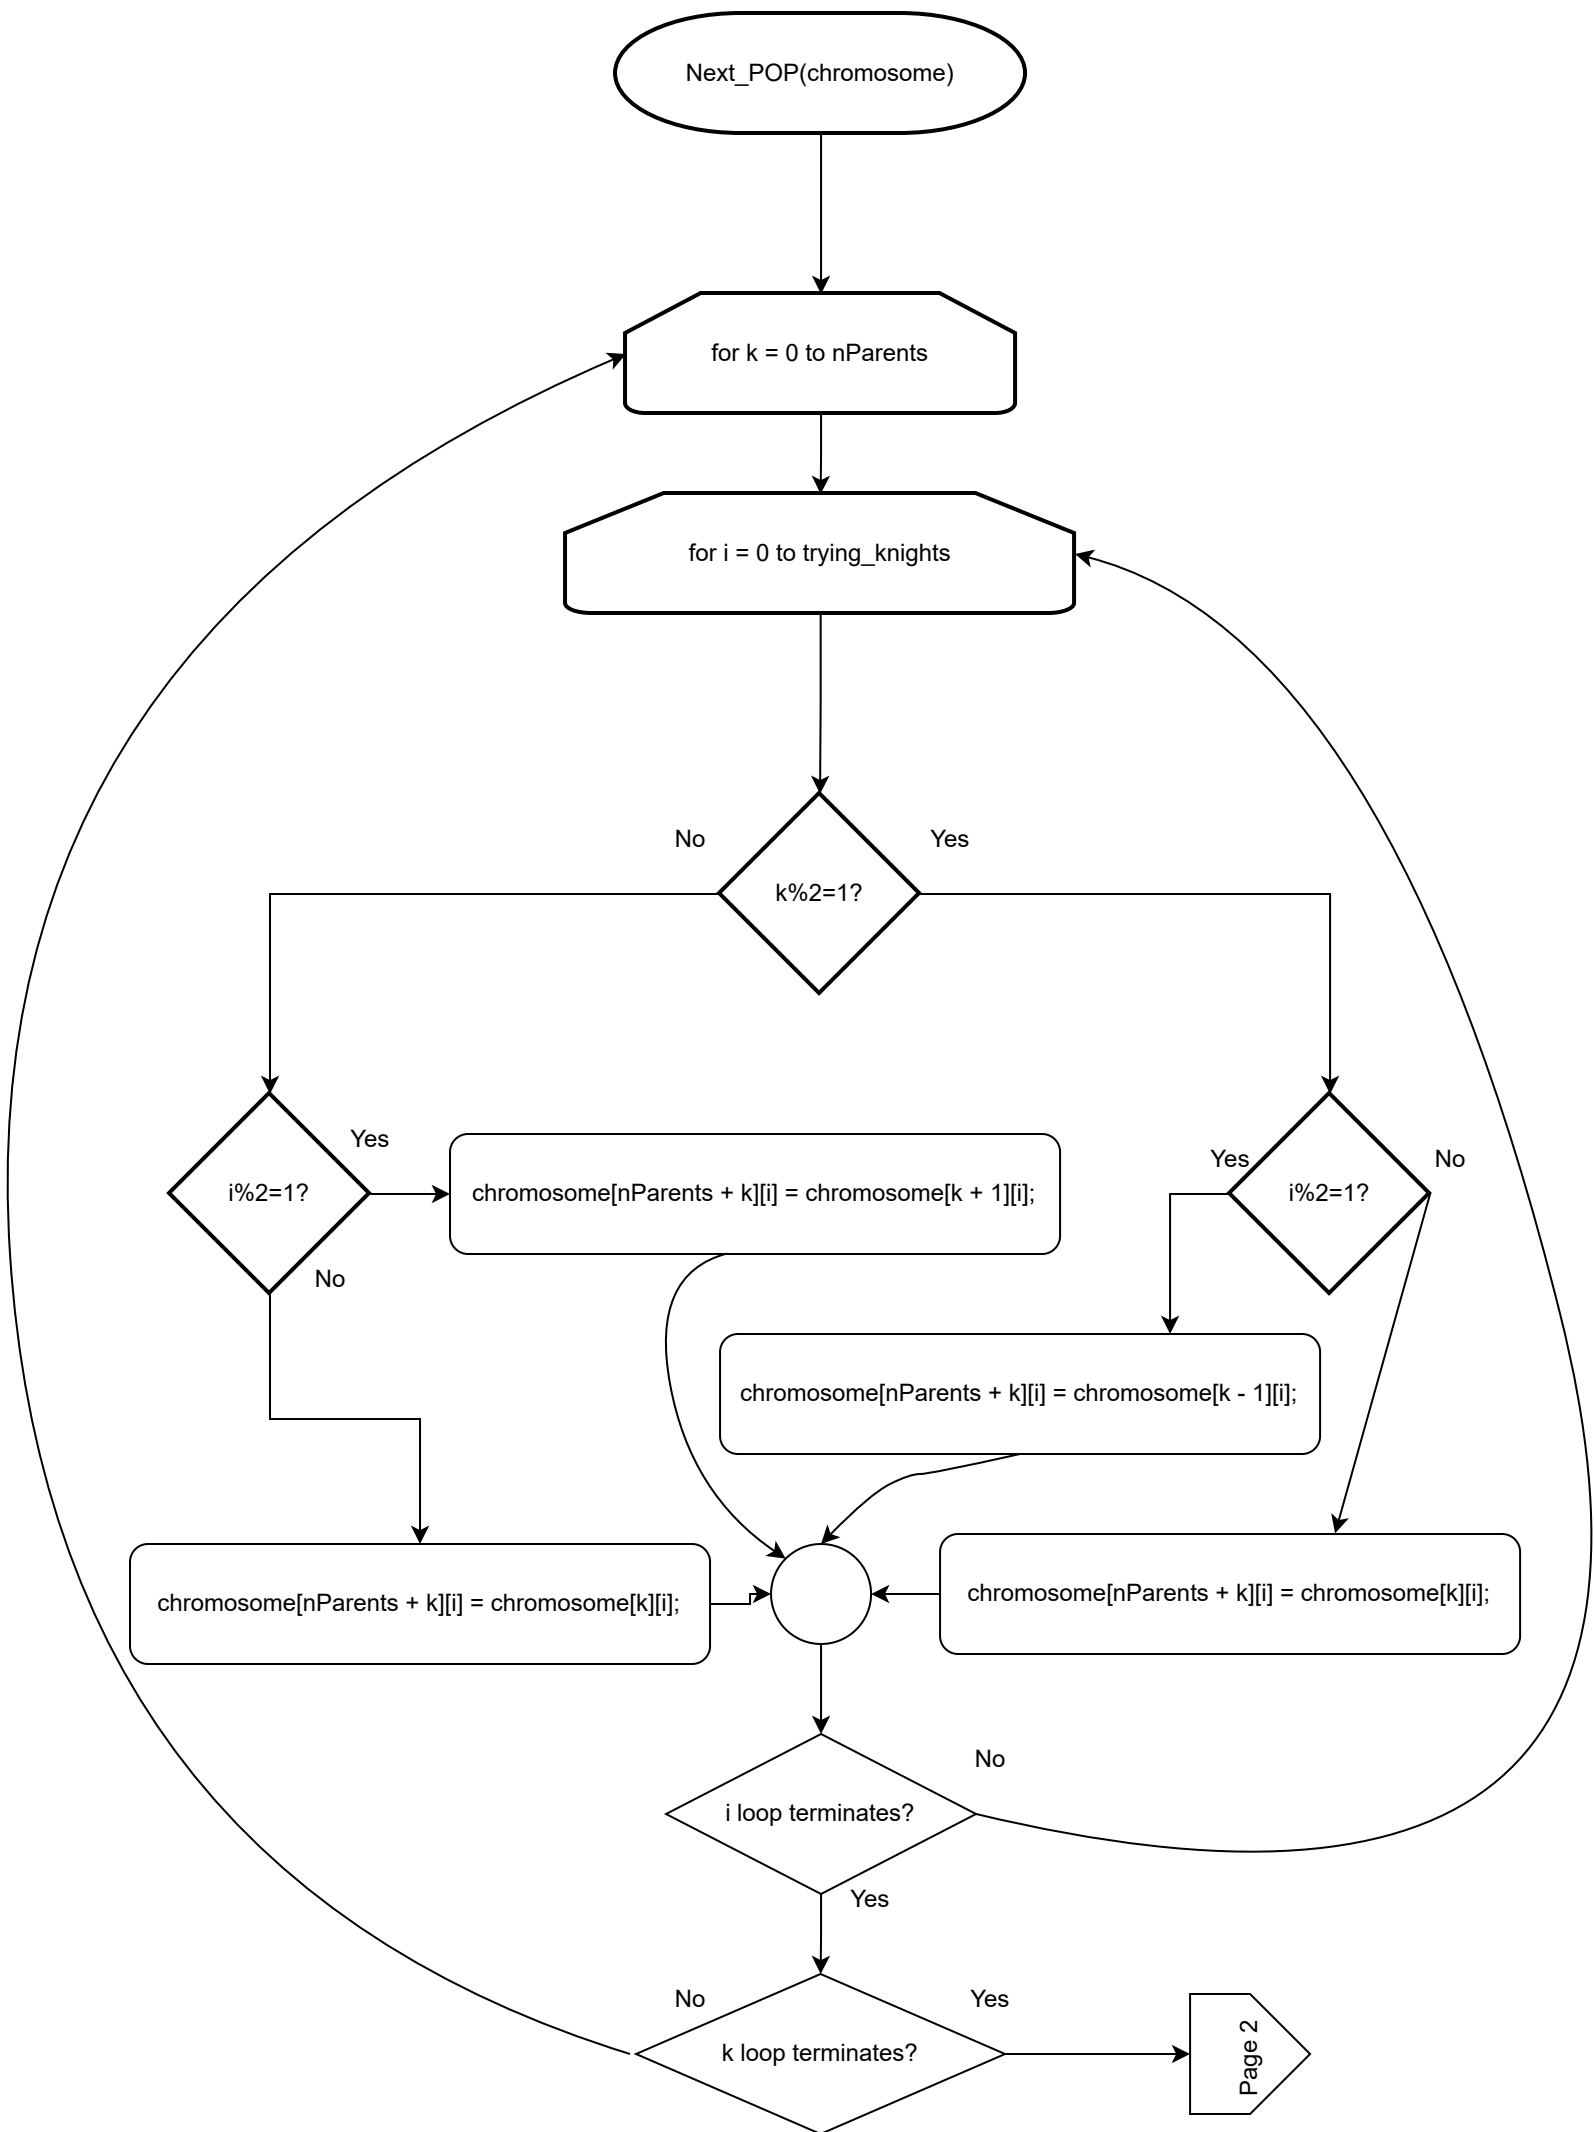 Next_POP(chromosome)
for k = 0 to nParents
for i = 0 to trying_knights
No
Yes
k%2=1?
Yes
i%2=1?
chromosome[nParents + k][i] = chromosome[k + 1][i];
No
Yes
No
i%2=1?
chromosome[nParents + k][i] = chromosome[k - 1][i];
chromosome[nParents + k][i] = chromosome[k][i];
chromosome[nParents + k][i] = chromosome[k][i];
No
i loop terminates?
Yes
No
Yes
k loop terminates?
Page 2